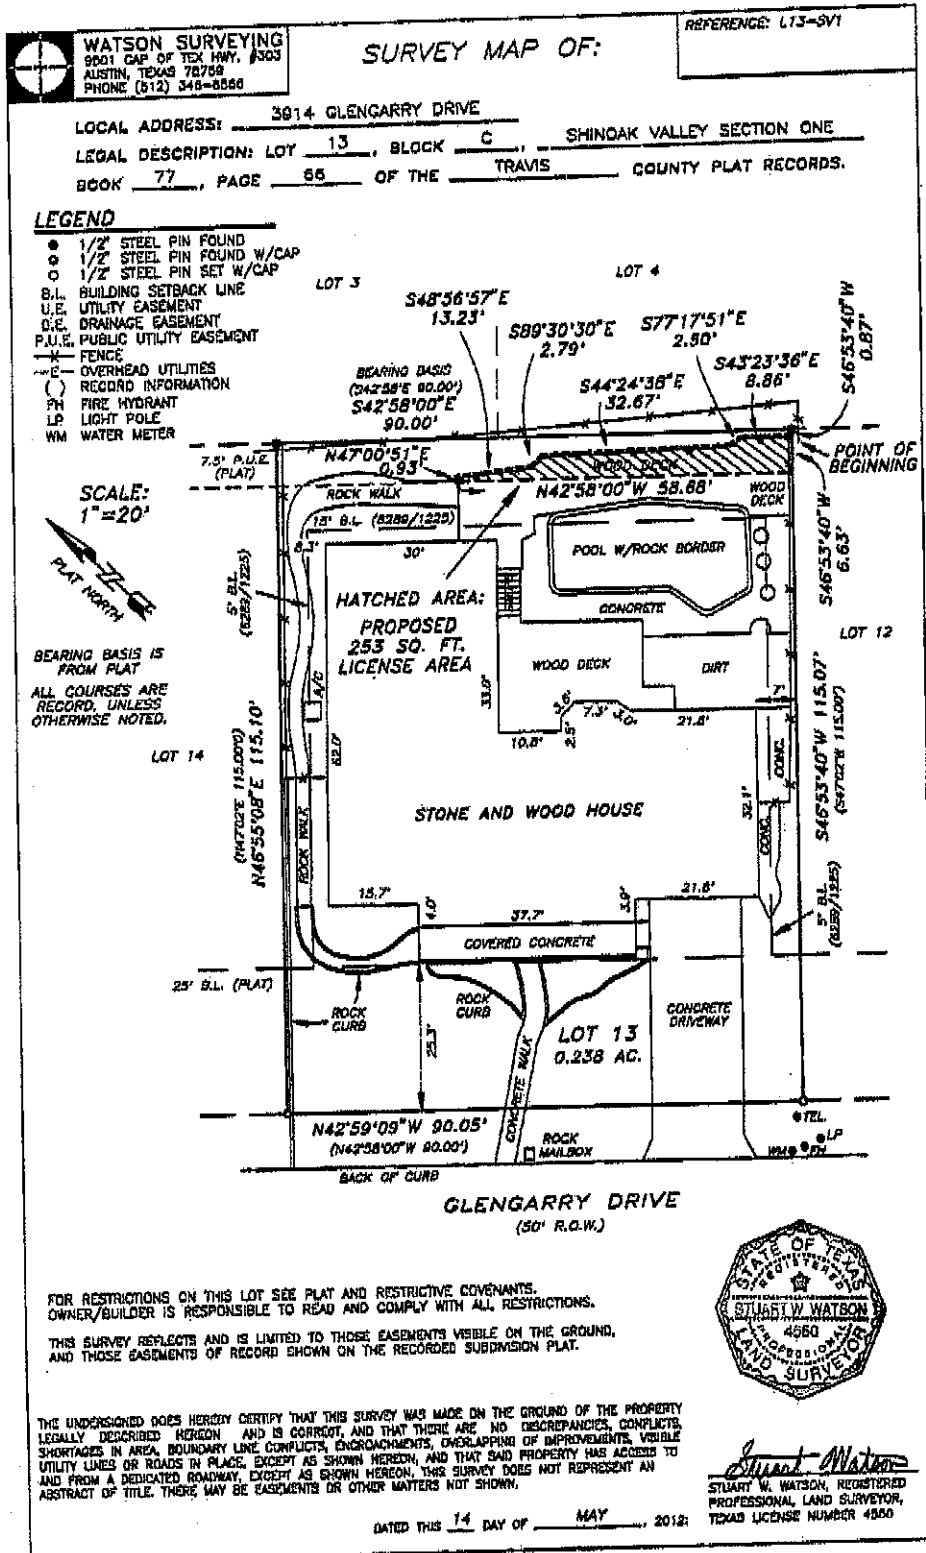 WATSON SURVEYING
9501 CAP OF TEX HWY. #303
AUSTIN, TEXAS 78759
PHONE (512) 346-8566
SURVEY MAP OF:
REFERENCE: L13-SV1
LOCAL ADDRESS: 3914 GLENGARRY DRIVE
LEGAL DESCRIPTION: LOT 13, BLOCK C, SHINOAK VALLEY SECTION ONE
BOOK 77, PAGE 66 OF THE TRAVIS COUNTY PLAT RECORDS.
LEGEND
1/2" STEEL PIN FOUND
1/2" STEEL PIN FOUND W/CAP
1/2" STEEL PIN SET W/CAP
B.L. BUILDING SETBACK LINE
U.E. UTILITY EASEMENT
D.E. DRAINAGE EASEMENT
P.U.E. PUBLIC UTILITY EASEMENT
FENCE
E OVERHEAD UTILITIES
( ) RECORD INFORMATION
FH FIRE HYDRANT
LP LIGHT POLE
WM WATER METER
LOT 3
LOT 4
S48°56'57"E
13.23'
S89°30'30"E
2.79'
S77°17'51"E
2.50'
S46°53'40"W
0.87'
BEARING BASIS
(S42°58'E 90.00')
S42°58'00"E
90.00'
S44°24'38"E
32.67'
S43°23'36"E
8.86'
POINT OF
BEGINNING
7.5' P.U.E.
(PLAT)
N47°00'51"E
0.93'
WOOD DECK
N42°58'00"W 58.68'
WOOD
DECK
SCALE:
1"=20'
PLAT NORTH
N
ROCK WALK
15' B.L. (6289/1225)
8.3'
30'
POOL W/ROCK BORDER
S46°53'40"W
6.63'
5' B.L.
(6289/1225)
HATCHED AREA:
PROPOSED
253 SQ. FT.
LICENSE AREA
CONCRETE
LOT 12
BEARING BASIS IS
FROM PLAT
ALL COURSES ARE
RECORD, UNLESS
OTHERWISE NOTED.
WOOD DECK
DIRT
A/C
33.9'
3.6'
7.3'
3.0'
7'
21.8'
10.8'
2.5'
LOT 14
62.0'
(N47°02'E 115.00')
N46°55'08"E 115.10'
S46°53'40"W 115.07'
(S47°02'W 115.00')
CONC.
STONE AND WOOD HOUSE
32.1'
CONC.
ROCK WALK
15.7'
4.0'
37.7'
3.9'
21.6'
5' B.L.
(6289/1225)
COVERED CONCRETE
25' B.L. (PLAT)
ROCK
CURB
ROCK
CURB
25.3'
CONCRETE WALK
LOT 13
0.238 AC.
CONCRETE
DRIVEWAY
N42°59'09"W 90.05'
(N42°58'00"W 90.00')
TEL.
LP
WM
FH
ROCK
MAILBOX
BACK OF CURB
GLENGARRY DRIVE
(50' R.O.W.)
FOR RESTRICTIONS ON THIS LOT SEE PLAT AND RESTRICTIVE COVENANTS.
OWNER/BUILDER IS RESPONSIBLE TO READ AND COMPLY WITH ALL RESTRICTIONS.
THIS SURVEY REFLECTS AND IS LIMITED TO THOSE EASEMENTS VISIBLE ON THE GROUND,
AND THOSE EASEMENTS OF RECORD SHOWN ON THE RECORDED SUBDIVISION PLAT.
STATE OF TEXAS
REGISTERED
STUART W WATSON
4550
PROFESSIONAL
LAND SURVEYOR
THE UNDERSIGNED DOES HEREBY CERTIFY THAT THIS SURVEY WAS MADE ON THE GROUND OF THE PROPERTY
LEGALLY DESCRIBED HEREON AND IS CORRECT, AND THAT THERE ARE NO DISCREPANCIES, CONFLICTS,
SHORTAGES IN AREA, BOUNDARY LINE CONFLICTS, ENCROACHMENTS, OVERLAPPING OF IMPROVEMENTS, VISIBLE
UTILITY LINES OR ROADS IN PLACE, EXCEPT AS SHOWN HEREON, AND THAT SAID PROPERTY HAS ACCESS TO
AND FROM A DEDICATED ROADWAY, EXCEPT AS SHOWN HEREON, THIS SURVEY DOES NOT REPRESENT AN
ABSTRACT OF TITLE. THERE MAY BE EASEMENTS OR OTHER MATTERS NOT SHOWN.
DATED THIS 14 DAY OF MAY, 2012;
Stuart Watson
STUART W. WATSON, REGISTERED
PROFESSIONAL LAND SURVEYOR,
TEXAS LICENSE NUMBER 4550